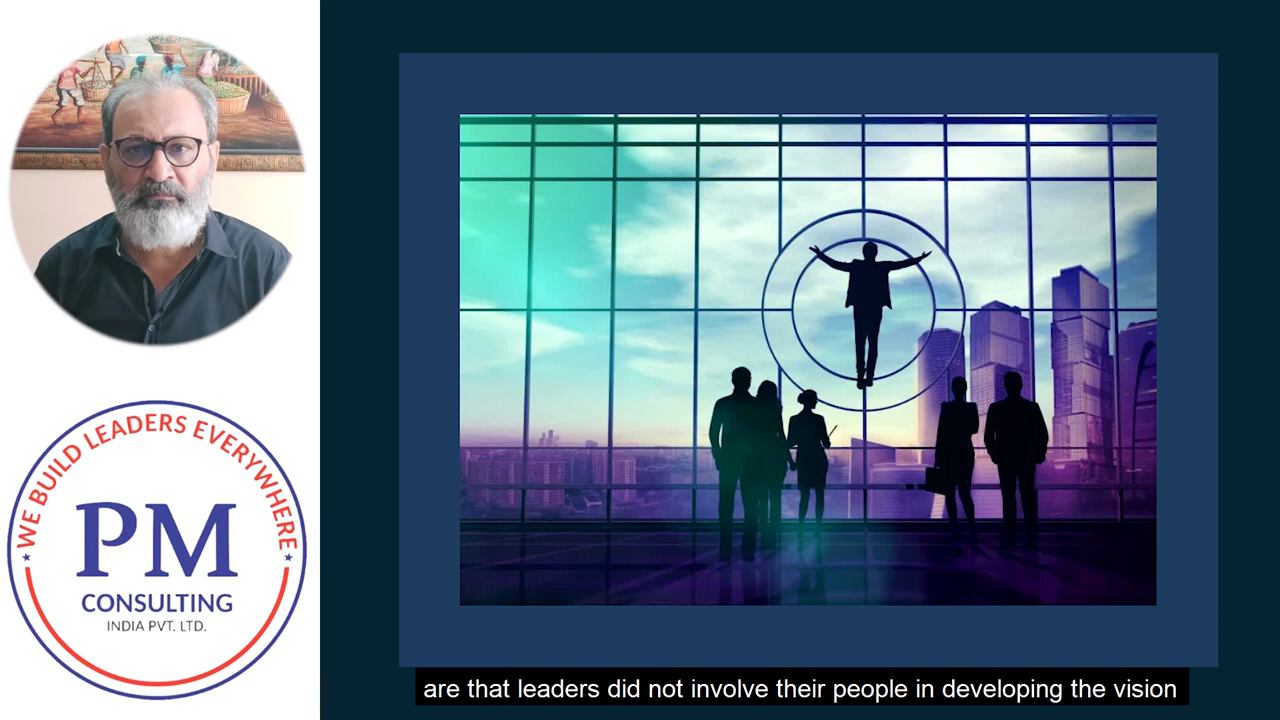 WE BUILD LEADERS EVERYWHERE
PM
CONSULTING
INDIA PVT. LTD.
are that leaders did not involve their people in developing the vision